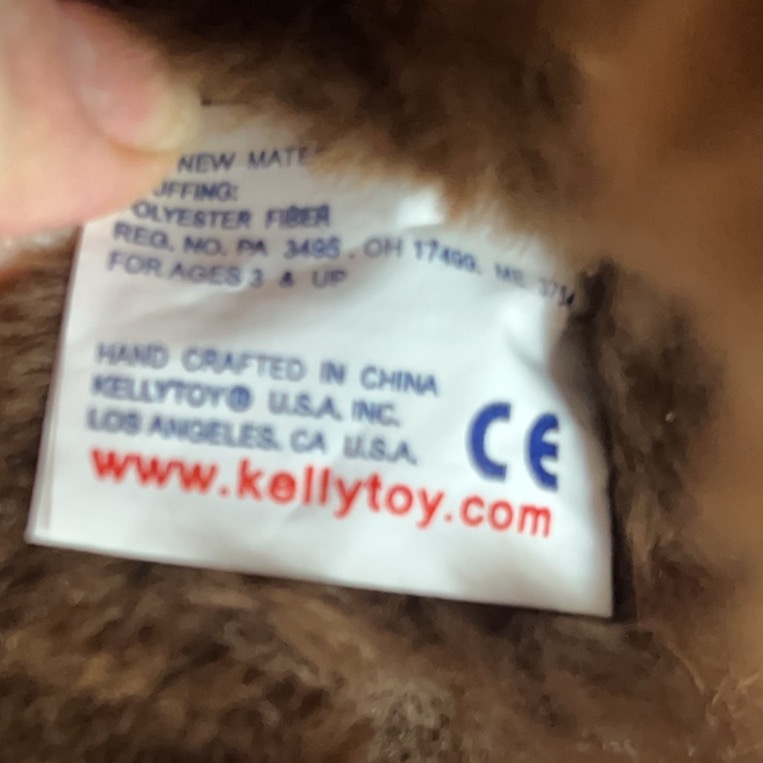 NEW MATE
UFFING:
OLYESTER FIBER
REG. NO. PA 3495 . OH 17499,
FOR AGES 3 & UP
HAND CRAFTED IN CHINA
KELLYTOY® U.S.A. INC.
LOS ANGELES, CA U.S.A.
CE
www.kellytoy.com